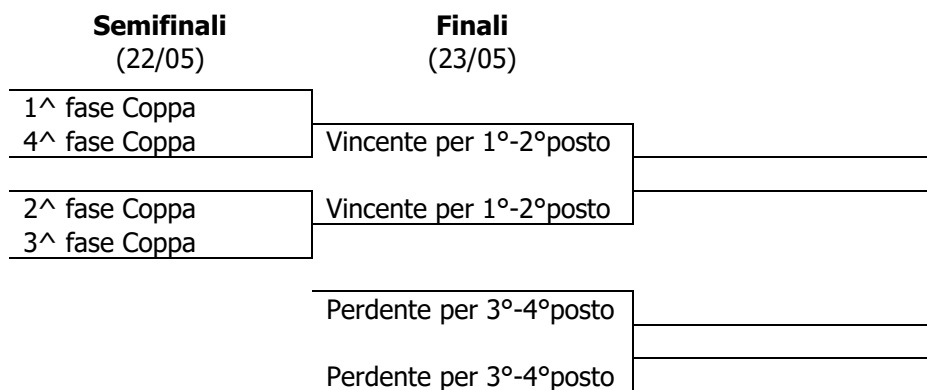 Semifinali
(22/05)
Finali
(23/05)
1^ fase Coppa
4^ fase Coppa
Vincente per 1°-2°posto
2^ fase Coppa
Vincente per 1°-2°posto
3^ fase Coppa
Perdente per 3°-4°posto
Perdente per 3°-4°posto